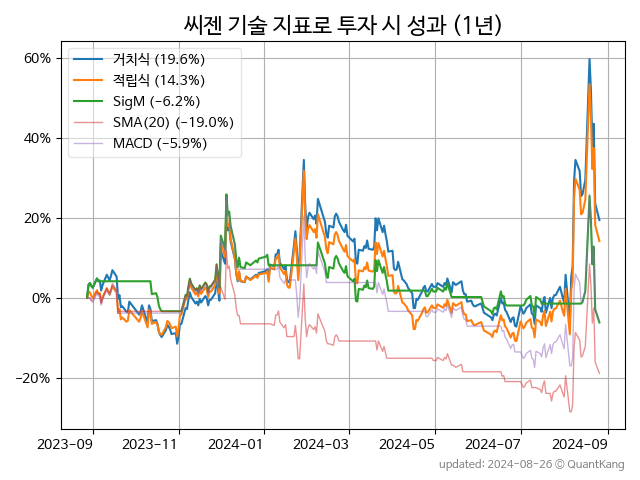 씨젠 기술 지표로 투자 시 성과 (1년)
거치식 (19.6%)
적립식 (14.3%)
SigM (−6.2%)
SMA(20) (−19.0%)
MACD (−5.9%)
60%
40%
20%
0%
−20%
2023-09 2023-11 2024-01 2024-03 2024-05 2024-07 2024-09
updated: 2024-08-26 © QuantKang